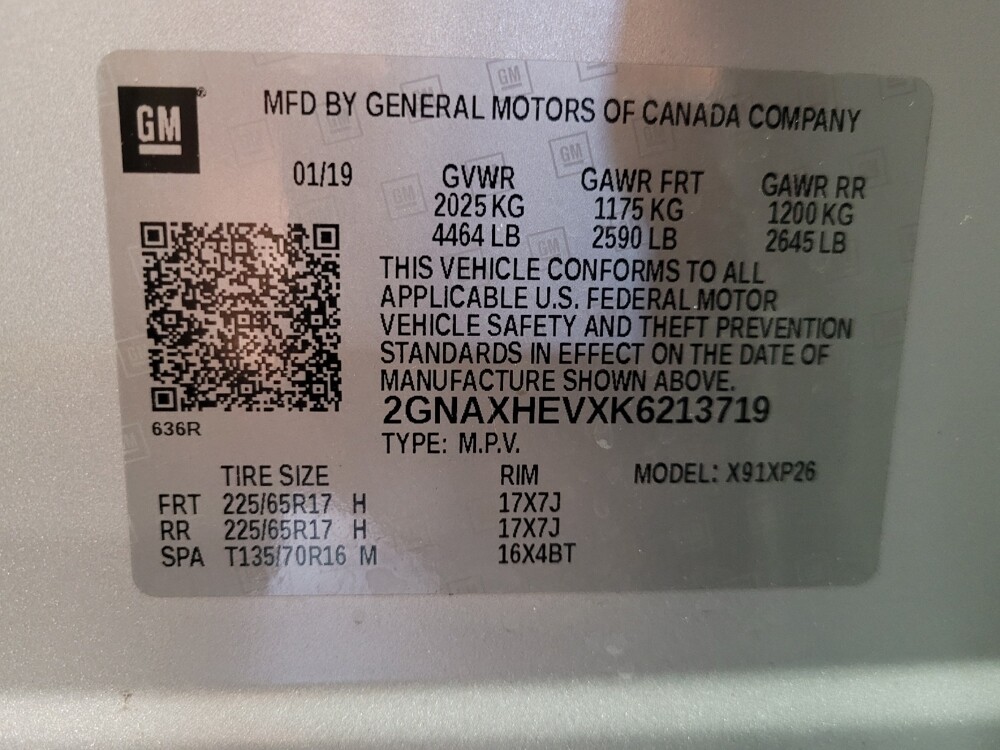 GM
MFD BY GENERAL MOTORS OF CANADA COMPANY
01/19 GVWR GAWR FRT GAWR RR
2025 KG 1175 KG 1200 KG
4464 LB 2590 LB 2645 LB
THIS VEHICLE CONFORMS TO ALL
APPLICABLE U.S. FEDERAL MOTOR
VEHICLE SAFETY AND THEFT PREVENTION
STANDARDS IN EFFECT ON THE DATE OF
MANUFACTURE SHOWN ABOVE.
2GNAXHEVXK6213719
636R
TYPE: M.P.V.
TIRE SIZE RIM MODEL: X91XP26
FRT 225/65R17 H 17X7J
RR 225/65R17 H 17X7J
SPA T135/70R16 M 16X4BT